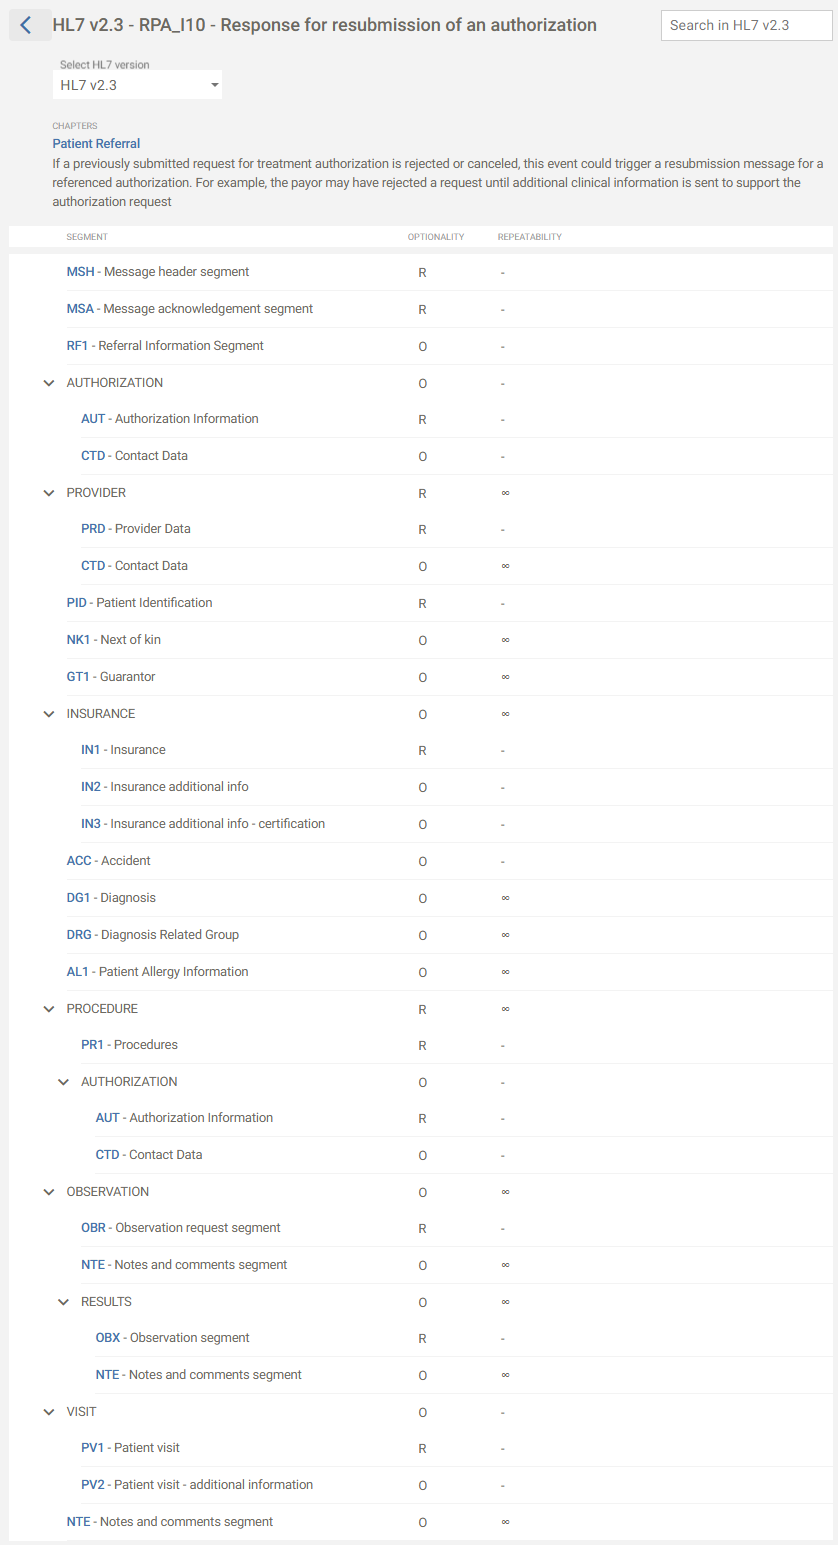 HL7 v2.3 - RPA_I10 - Response for resubmission of an authorization
Search in HL7 v2.3
Select HL7 version
HL7 v2.3
CHAPTERS
Patient Referral
If a previously submitted request for treatment authorization is rejected or canceled, this event could trigger a resubmission message for a
referenced authorization. For example, the payor may have rejected a request until additional clinical information is sent to support the
authorization request
SEGMENT OPTIONALITY REPEATABILITY
MSH - Message header segment R -
MSA - Message acknowledgement segment R -
RF1 - Referral Information Segment O -
AUTHORIZATION O -
AUT - Authorization Information R -
CTD - Contact Data O -
PROVIDER R ∞
PRD - Provider Data R -
CTD - Contact Data O ∞
PID - Patient Identification R -
NK1 - Next of kin O ∞
GT1 - Guarantor O ∞
INSURANCE O ∞
IN1 - Insurance R -
IN2 - Insurance additional info O -
IN3 - Insurance additional info - certification O -
ACC - Accident O -
DG1 - Diagnosis O ∞
DRG - Diagnosis Related Group O ∞
AL1 - Patient Allergy Information O ∞
PROCEDURE R ∞
PR1 - Procedures R -
AUTHORIZATION O -
AUT - Authorization Information R -
CTD - Contact Data O -
OBSERVATION O ∞
OBR - Observation request segment R -
NTE - Notes and comments segment O ∞
RESULTS O ∞
OBX - Observation segment R -
NTE - Notes and comments segment O ∞
VISIT O -
PV1 - Patient visit R -
PV2 - Patient visit - additional information O -
NTE - Notes and comments segment O ∞